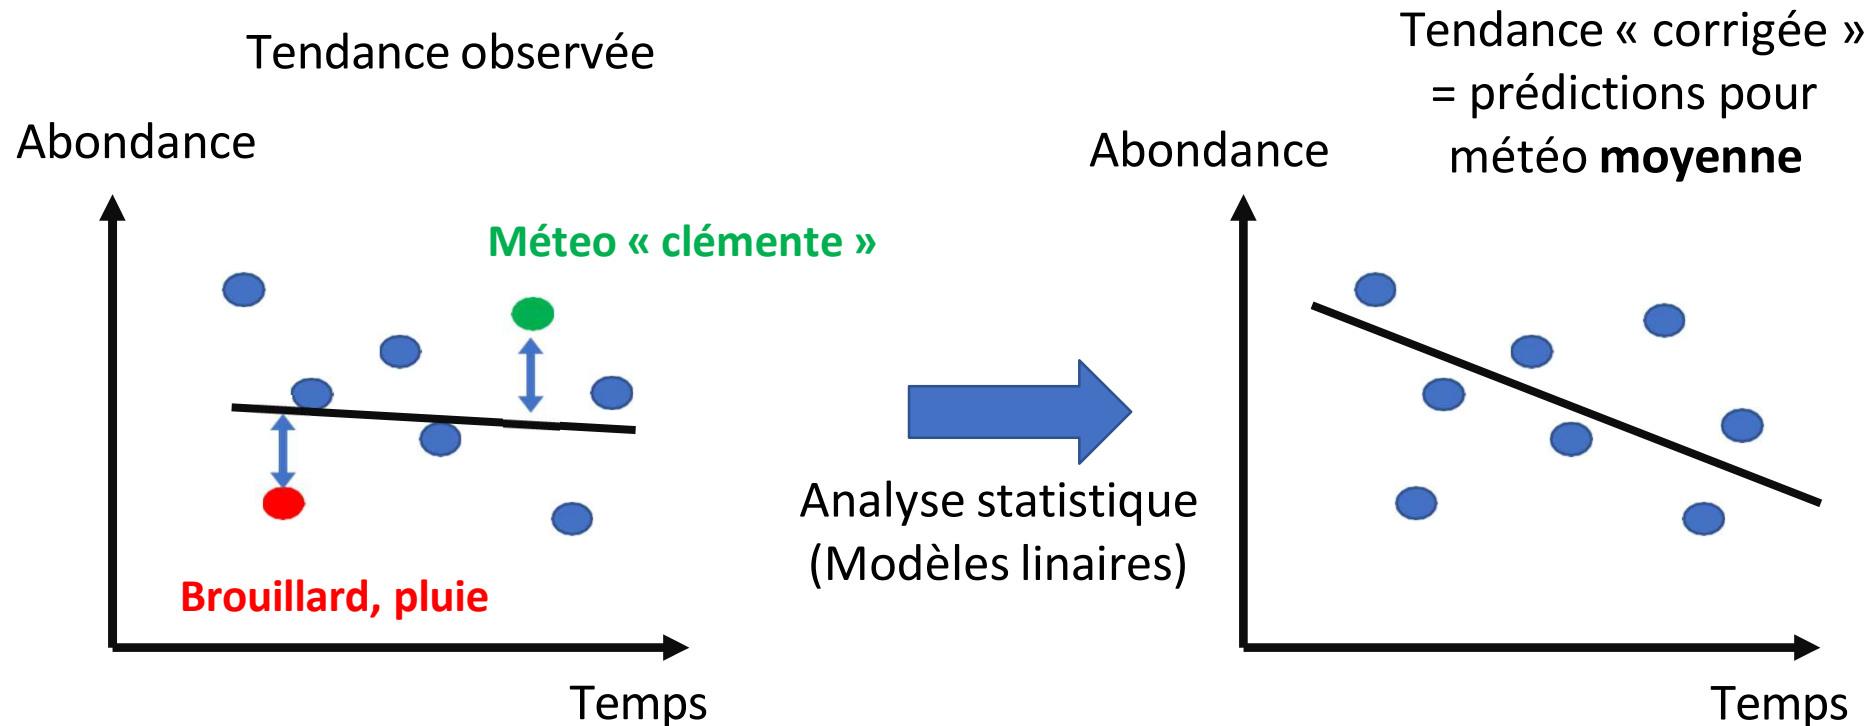 Tendance observée
Abondance
Méteo « clémente »
Brouillard, pluie
Temps
Analyse statistique
(Modèles linaires)
Tendance « corrigée »
= prédictions pour
météo moyenne
Abondance
Temps